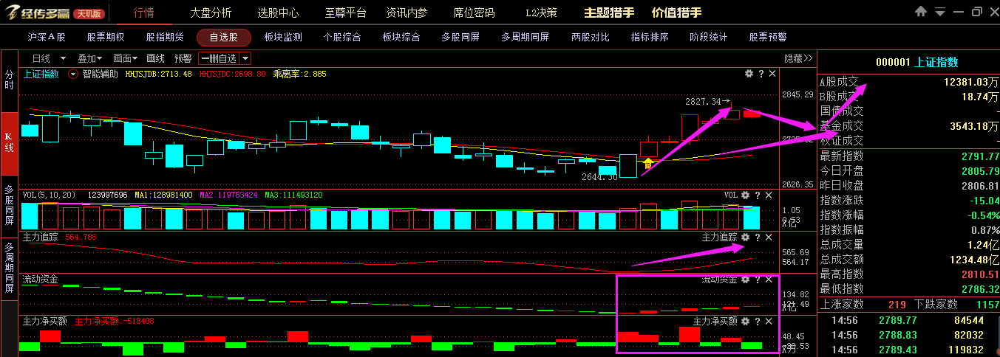 经传多赢 天玑版 行情 大盘分析 选股中心 至尊平台 资讯内参 席位密码 L2决策 主题猎手 价值猎手
沪深A股 股票期权 股指期货 自选股 板块监测 个股综合 板块综合 多股同屏 多周期同屏 两股对比 指标排序 阶段统计 股票预警
分时
K线
多股同屏
多周期同屏
日线 叠加 画面 画线 预警 一删自选 隐藏>>
上证指数 智能辅助 HHJSJDB:2713.48 HHJSJDC:2698.80 乖离率:2.885
2845.29
2827.34
2644.30
B
2626.35
VOL(5,10,20) 123997696 MA1:128981400 MA2:119783424 MA3:111493120 VOL
1.05
0.53
X亿
主力追踪 584.788 主力追踪
565.69
564.17
流动资金 流动资金
134.82
X亿
主力净买额 主力净买额:-518408 主力净买额
48.45
X万
000001 上证指数
A股成交 12381.03万
B股成交 18.74万
国债成交 -
基金成交 3543.18万
权证成交 -
最新指数 2791.77
今日开盘 2805.79
昨日收盘 2806.81
指数涨跌 -15.04
指数涨幅 -0.54%
指数振幅 0.87%
总成交量 1.24亿
总成交额 1234.48亿
最高指数 2810.51
最低指数 2786.32
上涨家数 219 下跌家数 1157
14:56 2789.77 84544
14:56 2788.83 82032
14:56 2789.43 119832